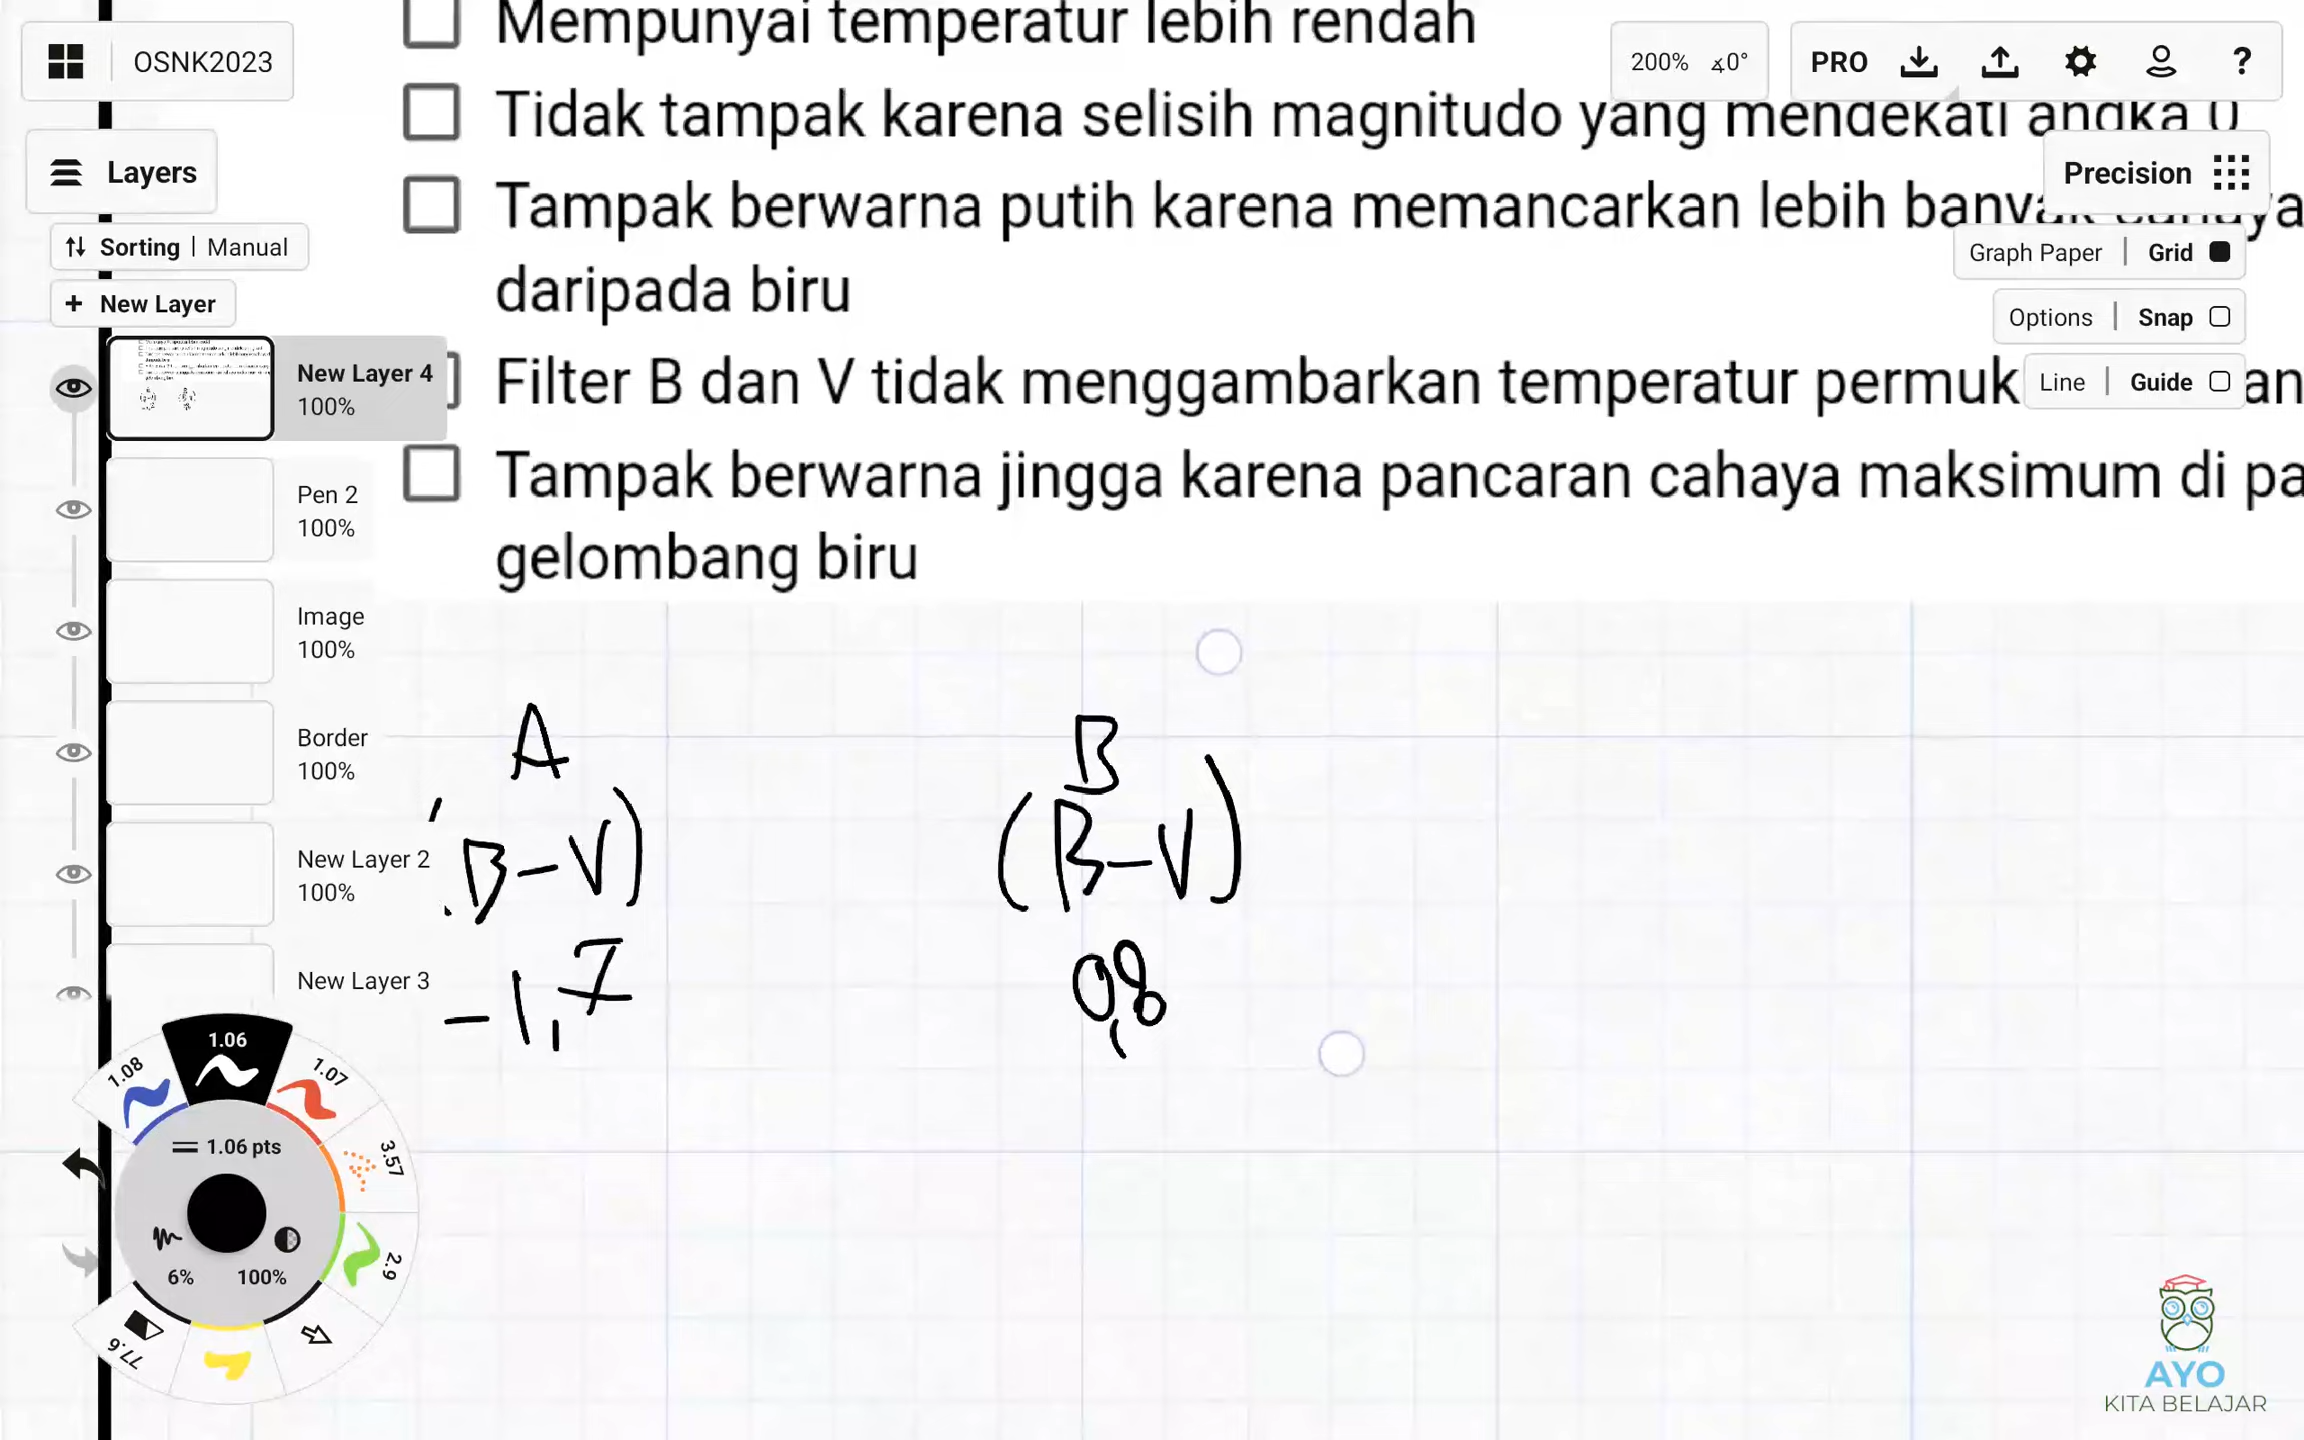 Mempunyai temperatur lebih rendah
OSNK2023
200% ∡0°
PRO
?
Tidak tampak karena selisih magnitudo yang mendekati angka 0
Layers
Precision
Tampak berwarna putih karena memancarkan lebih banyak cahaya
Sorting | Manual
Graph Paper | Grid
daripada biru
+ New Layer
Options | Snap
New Layer 4
100%
Filter B dan V tidak menggambarkan temperatur permuk
Line | Guide
Tampak berwarna jingga karena pancaran cahaya maksimum di pa
gelombang biru
Pen 2
100%
Image
100%
Border
100%
New Layer 2
100%
New Layer 3
A
B
B-V)
(B-V)
-1,7
0,8
1.08
1.06
1.07
3.57
2.9
77.6
1.06 pts
6%
100%
AYO
KITA BELAJAR